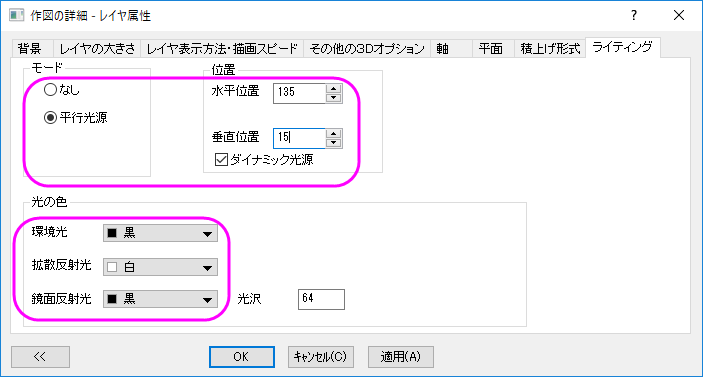 作図の詳細 - レイヤ属性
?
背景 レイヤの大きさ レイヤ表示方法・描画スピード その他の3Dオプション 軸 平面 積上げ形式 ライティング
モード
なし
平行光源
位置
水平位置 135
垂直位置 15
ダイナミック光源
光の色
環境光 黒
拡散反射光 白
鏡面反射光 黒 光沢 64
<< OK キャンセル(C) 適用(A)